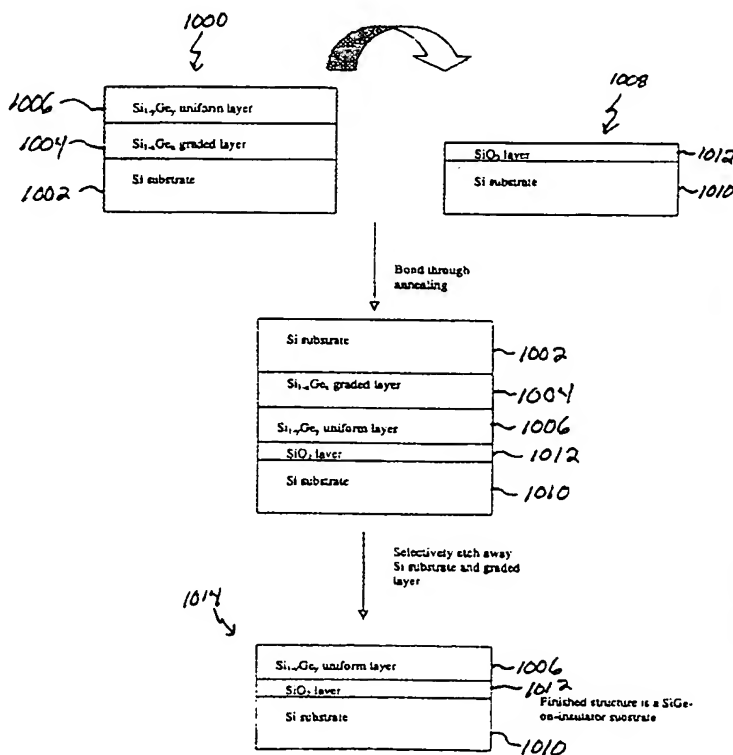 1000
1006
Si₁₋yGey uniform layer
1004
Si₁₋xGex graded layer
1002
Si substrate
1008
SiO₂ layer
1012
Si substrate
1010
Bond through
annealing
Si substrate
1002
Si₁₋xGex graded layer
1004
Si₁₋yGey uniform layer
1006
SiO₂ layer
1012
Si substrate
1010
Selectively etch away
Si substrate and graded
layer
1014
Si₁₋yGey uniform layer
1006
SiO₂ layer
1012
Si substrate
1010
Finished structure is a SiGe-
on-insulator substrate